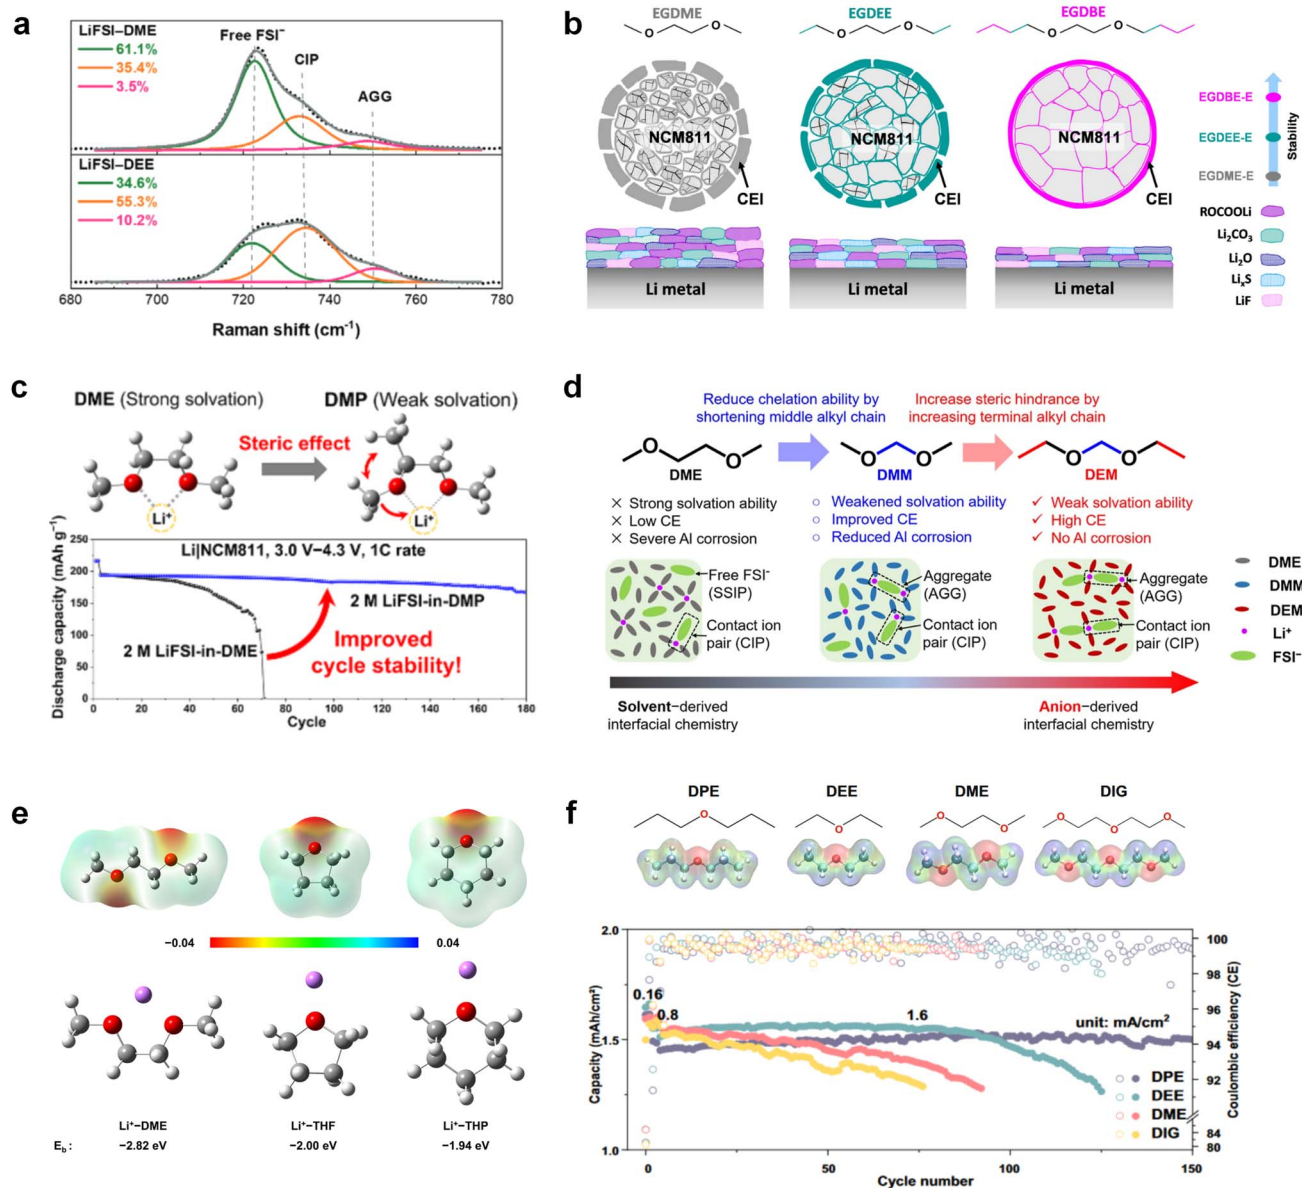 a
LiFSI–DME
61.1%
35.4%
3.5%
Free FSI⁻
CIP
AGG
LiFSI–DEE
34.6%
55.3%
10.2%
680 700 720 740 760 780
Raman shift (cm⁻¹)
b
EGDME
EGDEE
EGDBE
O O
O O
O O
NCM811
NCM811
NCM811
CEI
CEI
CEI
Li metal
Li metal
Li metal
EGDBE-E
EGDEE-E
EGDME-E
Stability
ROCOOLi
Li₂CO₃
Li₂O
LiₓS
LiF
c
DME (Strong solvation)
DMP (Weak solvation)
Steric effect
Li⁺
Li⁺
Discharge capacity (mAh g⁻¹)
250
200
150
100
50
0
Li|NCM811, 3.0 V−4.3 V, 1C rate
2 M LiFSI-in-DMP
2 M LiFSI-in-DME
Improved
cycle stability!
0 20 40 60 80 100 120 140 160 180
Cycle
d
Reduce chelation ability by
shortening middle alkyl chain
Increase steric hindrance by
increasing terminal alkyl chain
O O
DME
O O
DMM
O O
DEM
× Strong solvation ability
× Low CE
× Severe Al corrosion
○ Weakened solvation ability
○ Improved CE
○ Reduced Al corrosion
✓ Weak solvation ability
✓ High CE
✓ No Al corrosion
Free FSI⁻
(SSIP)
Contact ion
pair (CIP)
Aggregate
(AGG)
Contact ion
pair (CIP)
Aggregate
(AGG)
Contact ion
pair (CIP)
DME
DMM
DEM
Li⁺
FSI⁻
Solvent−derived
interfacial chemistry
Anion−derived
interfacial chemistry
e
−0.04
0.04
Li⁺−DME
Li⁺−THF
Li⁺−THP
E_b :
−2.82 eV
−2.00 eV
−1.94 eV
f
DPE
DEE
DME
DIG
O
O
O O
O O O
Capacity (mAh/cm²)
2.0
1.5
1.0
0.16
0.8
1.6
unit: mA/cm²
DPE
DEE
DME
DIG
100
98
96
94
92
84
80
Coulombic efficiency (CE)
0 50 100 150
Cycle number